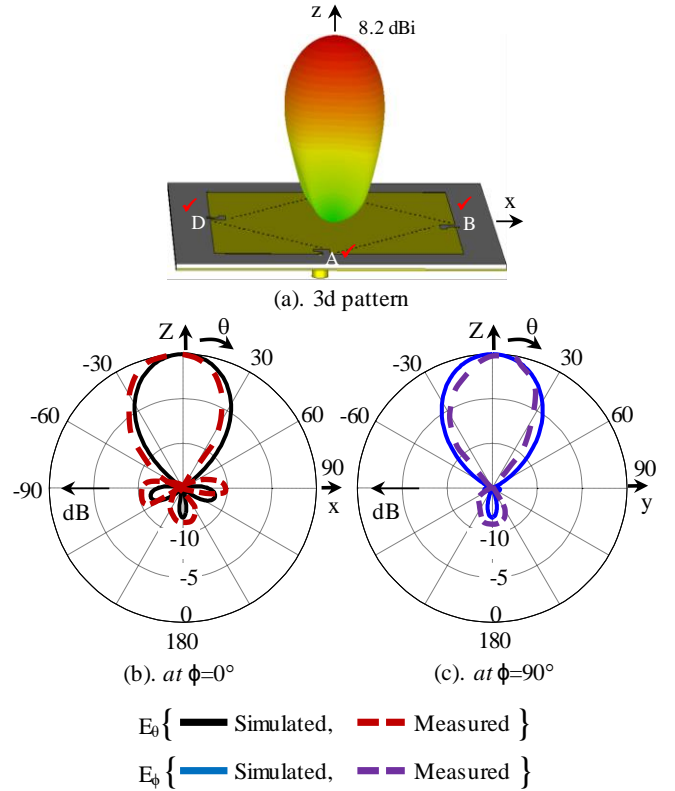 z
8.2 dBi
x
D
B
A
(a). 3d pattern
Z θ
-30 30
-60 60
-90 90
x
dB
-10
-5
0
180
(b). at ϕ=0°
Z θ
-30 30
-60 60
-90 90
y
dB
-10
-5
0
180
(c). at ϕ=90°
Eθ { Simulated, Measured }
Eϕ { Simulated, Measured }